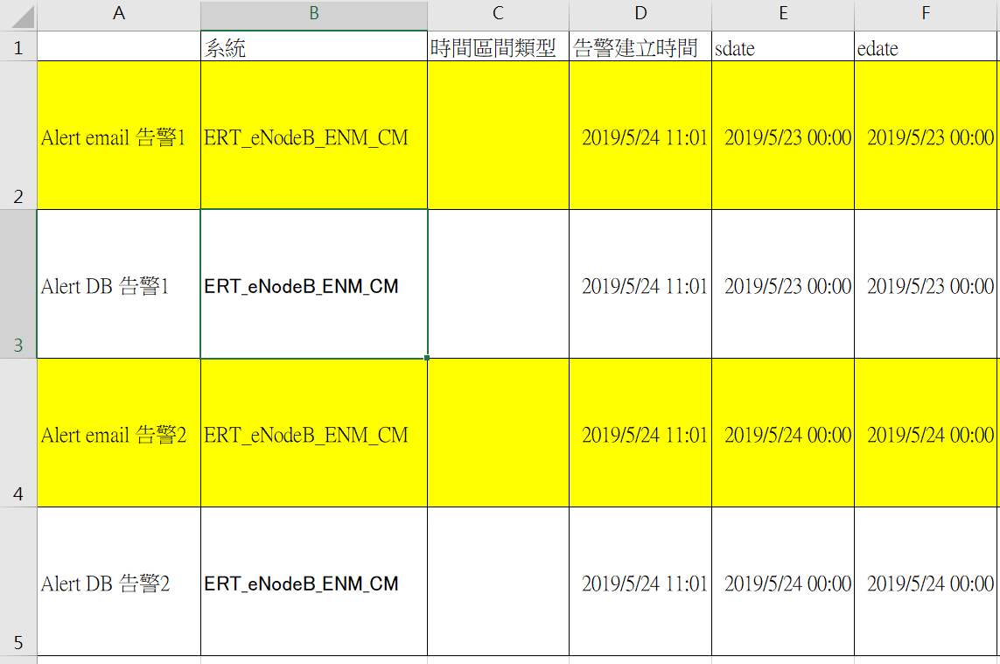 A B C D E F
1 系統 時間區間類型 告警建立時間 sdate edate
2 Alert email 告警1 ERT_eNodeB_ENM_CM 2019/5/24 11:01 2019/5/23 00:00 2019/5/23 00:00
3 Alert DB 告警1 ERT_eNodeB_ENM_CM 2019/5/24 11:01 2019/5/23 00:00 2019/5/23 00:00
4 Alert email 告警2 ERT_eNodeB_ENM_CM 2019/5/24 11:01 2019/5/24 00:00 2019/5/24 00:00
5 Alert DB 告警2 ERT_eNodeB_ENM_CM 2019/5/24 11:01 2019/5/24 00:00 2019/5/24 00:00